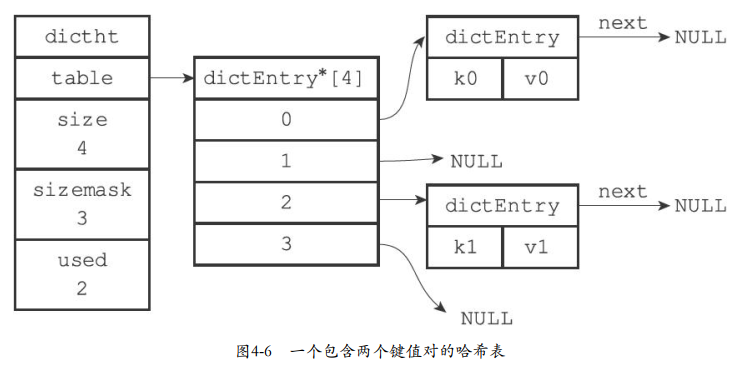 dictht
table
size
4
sizemask
3
used
2
dictEntry*[4]
0
1
2
3
dictEntry
k0 v0
next
NULL
NULL
dictEntry
k1 v1
next
NULL
NULL
图4-6 一个包含两个键值对的哈希表